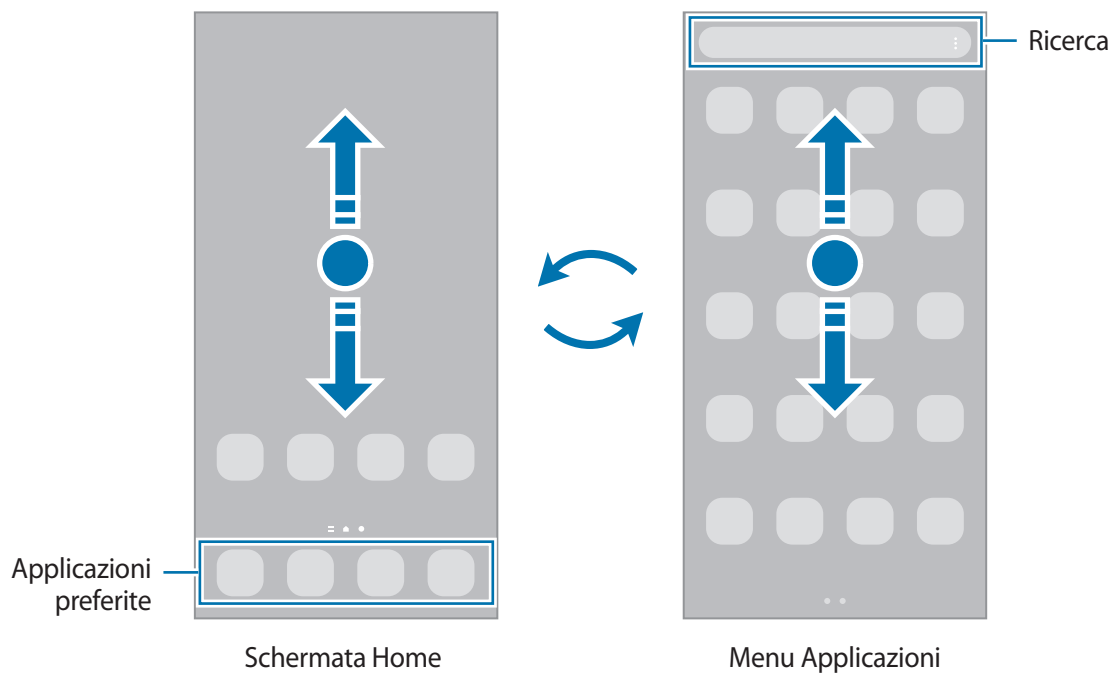 Ricerca
Applicazioni
preferite
Schermata Home
Menu Applicazioni